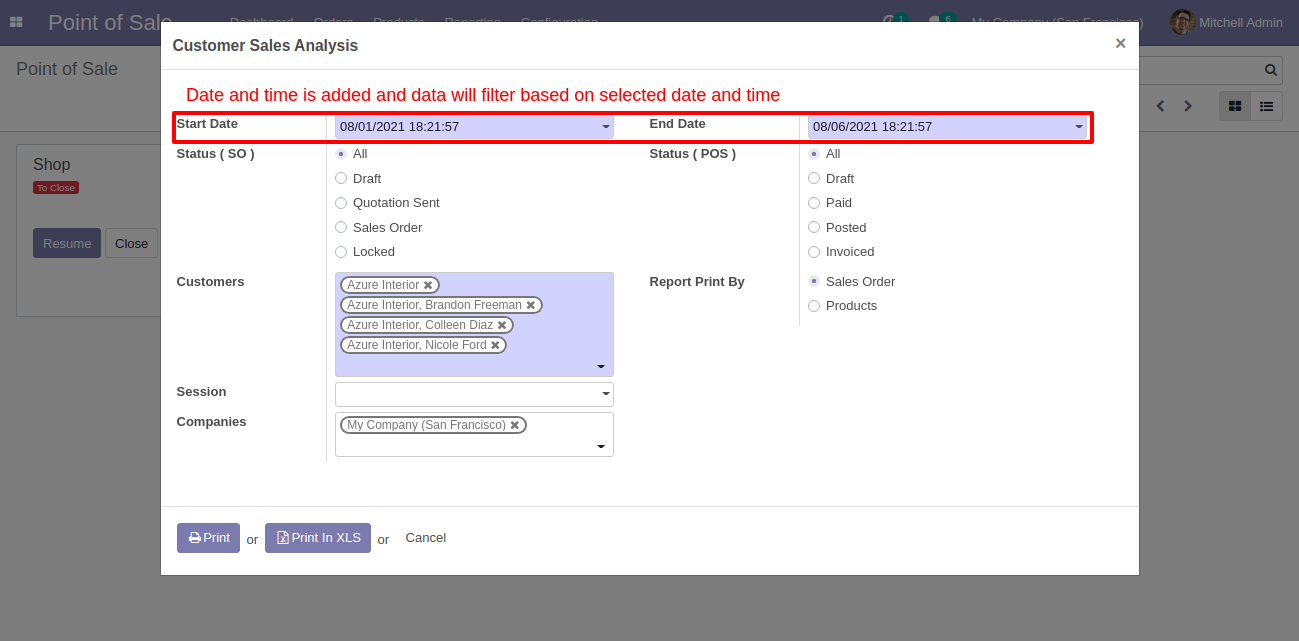 Point of Sale Dashboard Orders Products Reporting Configuration 1 6 My Company (San Francisco) Mitchell Admin
Customer Sales Analysis ×
Point of Sale
Date and time is added and data will filter based on selected date and time
Start Date 08/01/2021 18:21:57 End Date 08/06/2021 18:21:57
Status ( SO ) All Status ( POS ) All
Shop
Draft Draft
To Close
Quotation Sent Paid
Sales Order Posted
Resume Close
Locked Invoiced
Customers Azure Interior Report Print By Sales Order
Azure Interior, Brandon Freeman Products
Azure Interior, Colleen Diaz
Azure Interior, Nicole Ford
Session
Companies My Company (San Francisco)
Print or Print In XLS or Cancel